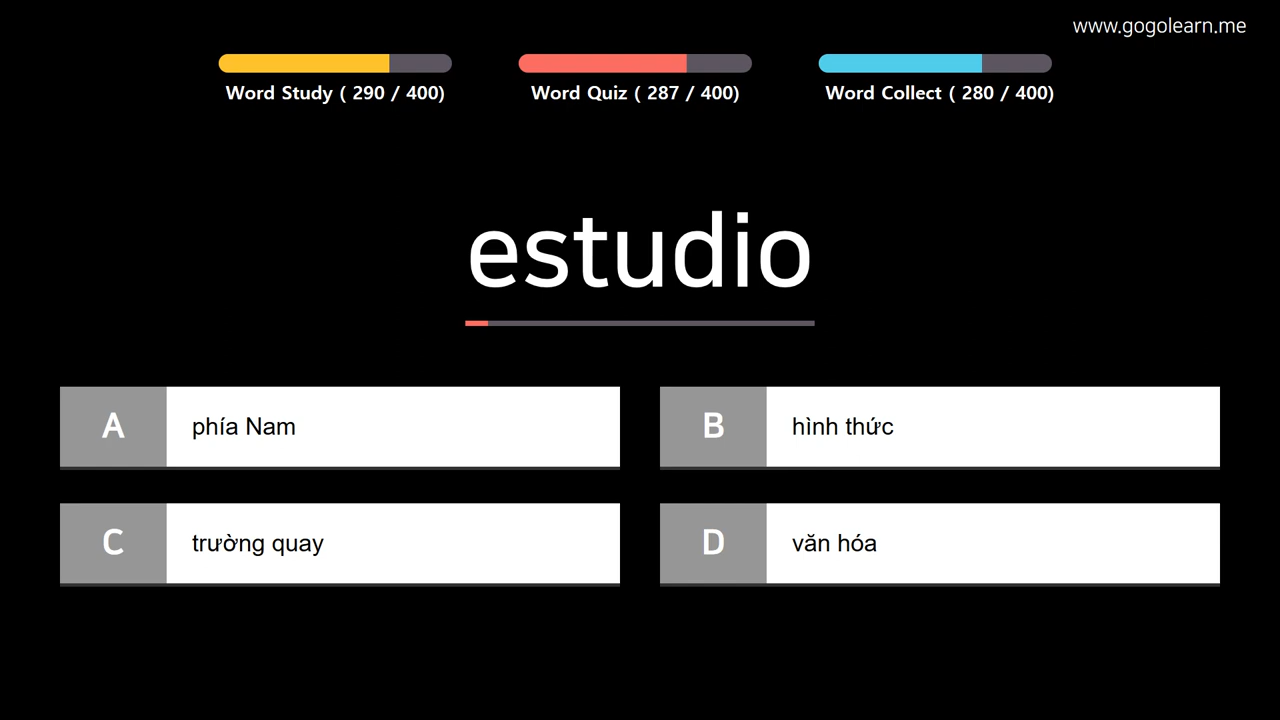 www.gogolearn.me
Word Study ( 290 / 400)
Word Quiz ( 287 / 400)
Word Collect ( 280 / 400)
estudio
A
phía Nam
B
hình thức
C
trường quay
D
văn hóa